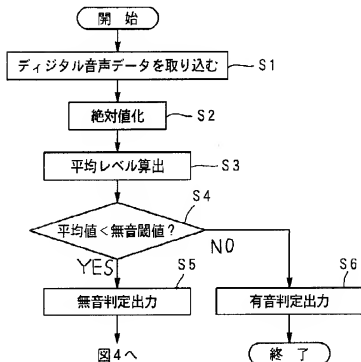 開始
ディジタル音声データを取り込む
S1
絶対値化
S2
平均レベル算出
S3
S4
平均値<無音閾値?
YES
NO
S5
S6
無音判定出力
有音判定出力
図4へ
終了